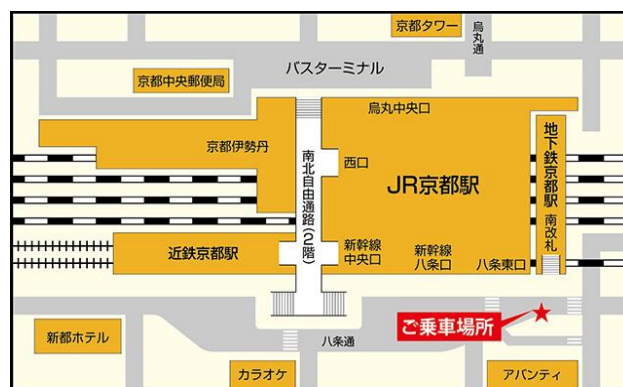 京都タワー
烏丸通
バスターミナル
京都中央郵便局
烏丸中央口
京都伊勢丹
南北自由通路(2階)
西口
JR京都駅
地下鉄京都駅
南改札
近鉄京都駅
新幹線
中央口
新幹線
八条口
八条東口
ご乗車場所
新都ホテル
八条通
カラオケ
アバンティ